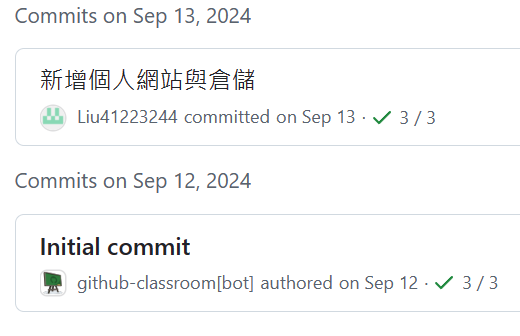 Commits on Sep 13, 2024
新增個人網站與倉儲
Liu41223244 committed on Sep 13 · ✓ 3 / 3
Commits on Sep 12, 2024
Initial commit
github-classroom[bot] authored on Sep 12 · ✓ 3 / 3